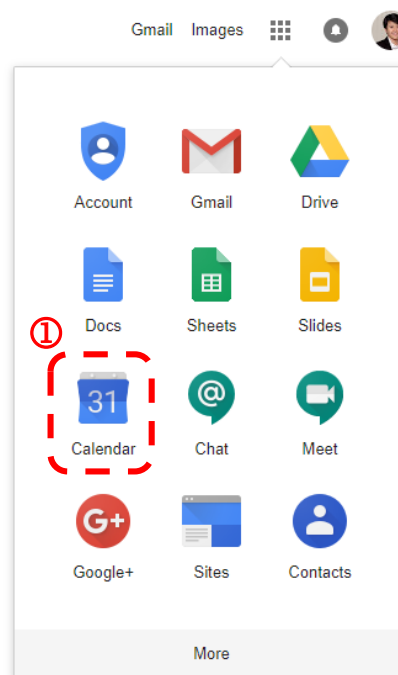 Gmail Images
Account Gmail Drive
①
Docs Sheets Slides
31 @
Calendar Chat Meet
G+
Google+ Sites Contacts
More